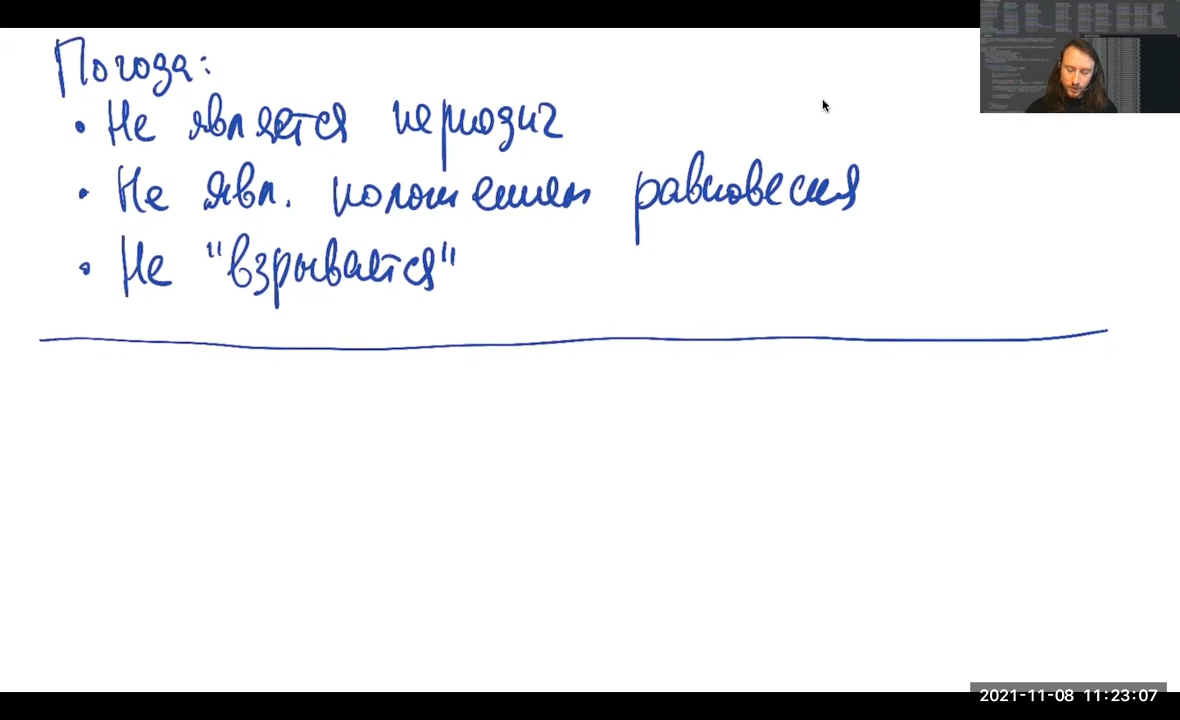 Погода:
• Не является периодич
• Не явл. положением равновесия
• Не "взрывается"
2021-11-08 11:23:07